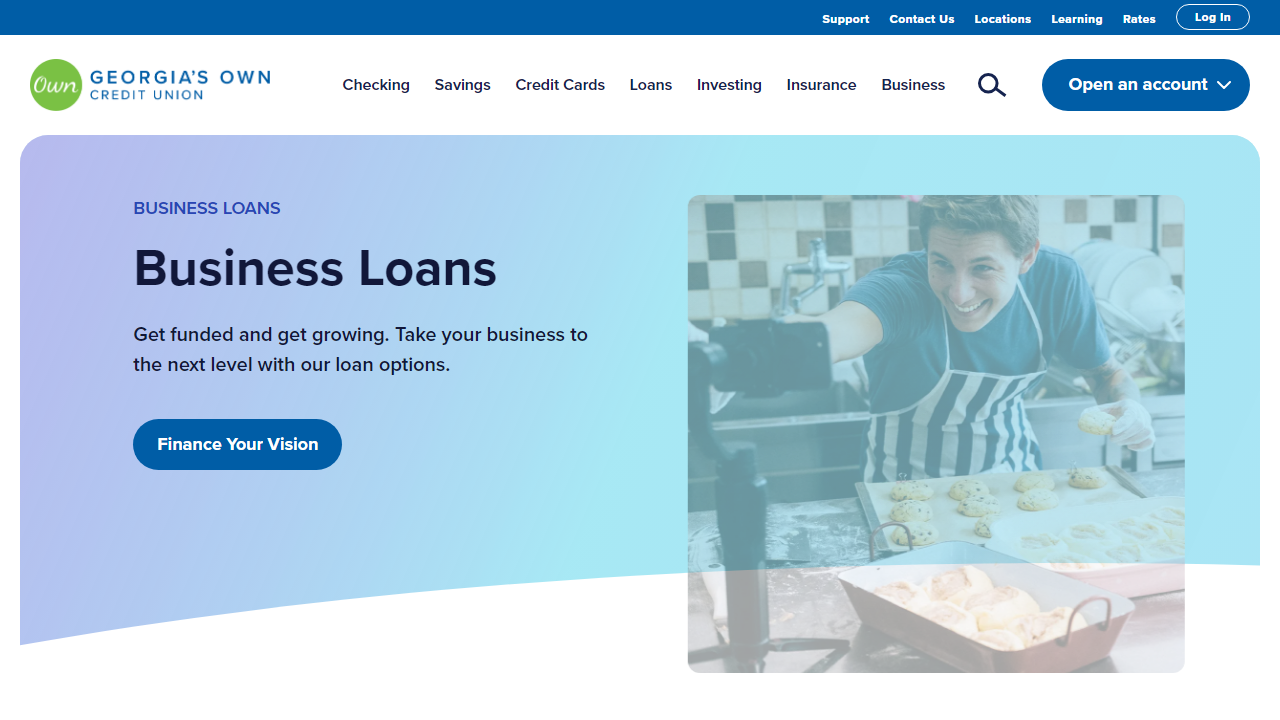 Support Contact Us Locations Learning Rates Log In
Own GEORGIA'S OWN
CREDIT UNION
Checking Savings Credit Cards Loans Investing Insurance Business Open an account
BUSINESS LOANS
Business Loans
Get funded and get growing. Take your business to
the next level with our loan options.
Finance Your Vision